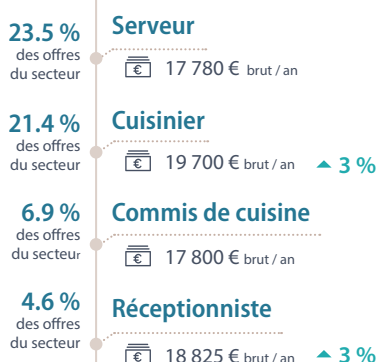 23.5 %
des offres
du secteur
Serveur
€ 17 780 € brut / an
21.4 %
des offres
du secteur
Cuisinier
€ 19 700 € brut / an 3 %
6.9 %
des offres
du secteur
Commis de cuisine
€ 17 800 € brut / an
4.6 %
des offres
du secteur
Réceptionniste
€ 18 825 € brut / an 3 %